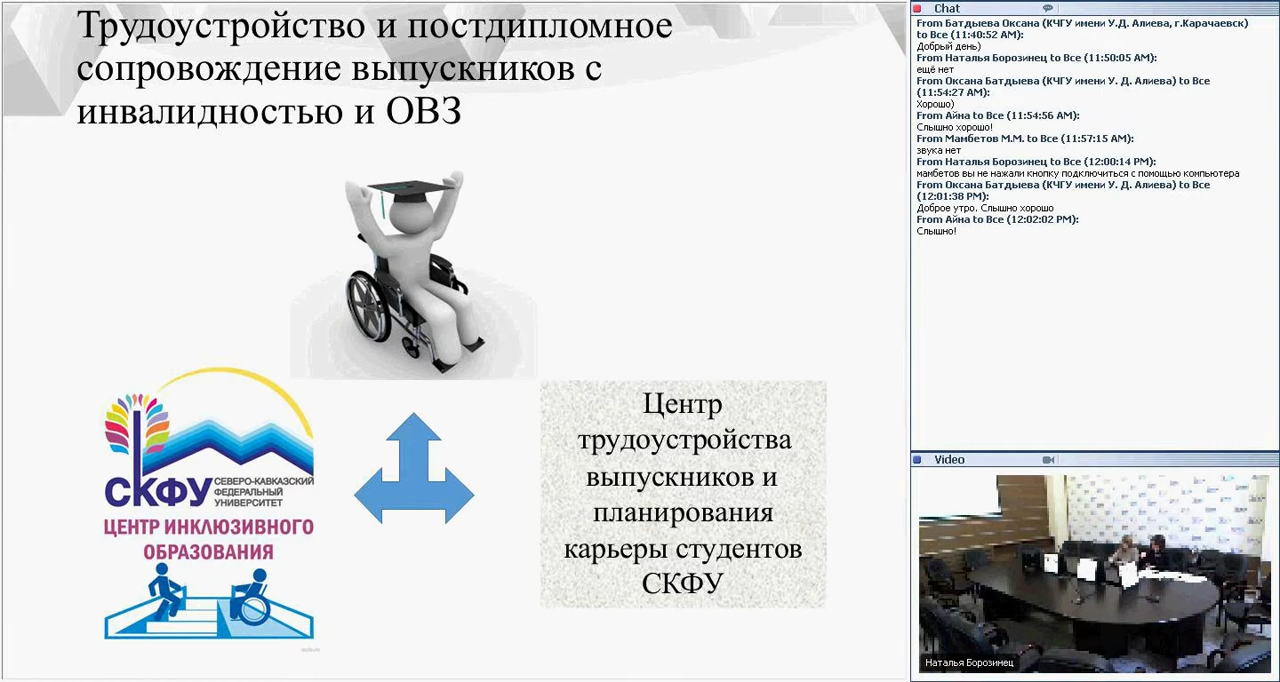 Трудоустройство и постдипломное
сопровождение выпускников с
инвалидностью и ОВЗ
СКФУ
СЕВЕРО-КАВКАЗСКИЙ
ФЕДЕРАЛЬНЫЙ
УНИВЕРСИТЕТ
ЦЕНТР ИНКЛЮЗИВНОГО
ОБРАЗОВАНИЯ
Центр
трудоустройства
выпускников и
планирования
карьеры студентов
СКФУ
Chat
From Батдыева Оксана (КЧГУ имени У.Д. Алиева, г.Карачаевск)
to Все (11:40:52 AM):
Добрый день)
From Наталья Борозинец to Все (11:50:05 AM):
ещё нет
From Оксана Батдыева (КЧГУ имени У. Д. Алиева) to Все
(11:54:27 AM):
Хорошо)
From Айна to Все (11:54:56 AM):
Слышно хорошо!
From Мамбетов М.М. to Все (11:57:15 AM):
звука нет
From Наталья Борозинец to Все (12:00:14 PM):
мамбетов вы не нажали кнопку подключиться с помощью компьютера
From Оксана Батдыева (КЧГУ имени У. Д. Алиева) to Все
(12:01:38 PM):
Доброе утро. Слышно хорошо
From Айна to Все (12:02:02 PM):
Слышно!
Video
Наталья Борозинец